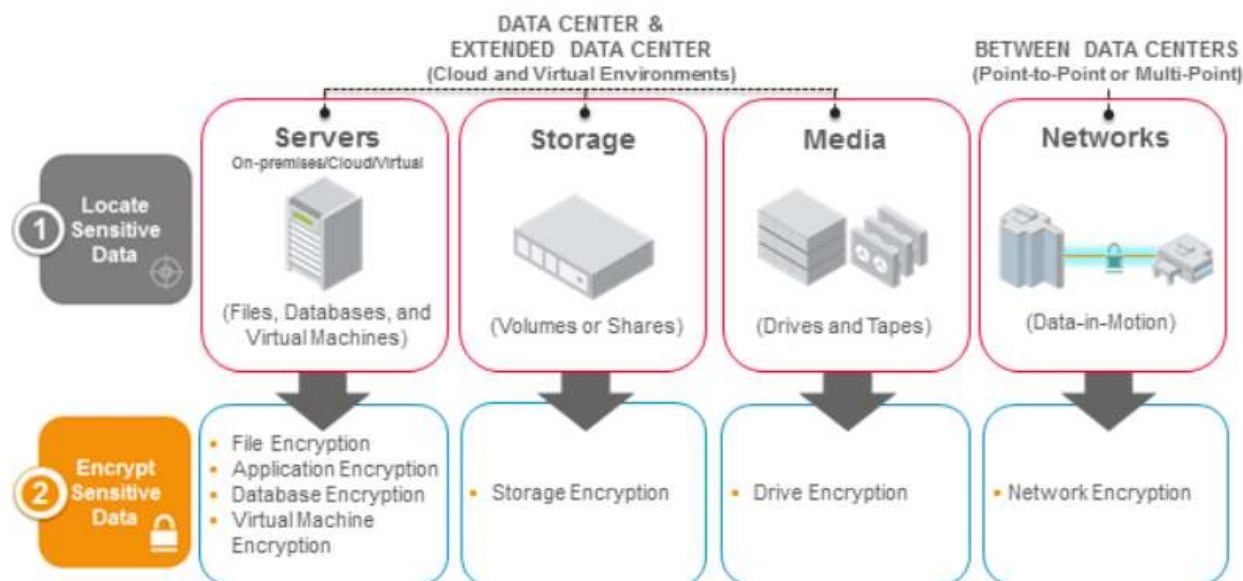 DATA CENTER &
EXTENDED DATA CENTER
(Cloud and Virtual Environments)
BETWEEN DATA CENTERS
(Point-to-Point or Multi-Point)
1
Locate
Sensitive
Data
Servers
On-premises/Cloud/Virtual
(Files, Databases, and
Virtual Machines)
Storage
(Volumes or Shares)
Media
(Drives and Tapes)
Networks
(Data-in-Motion)
2
Encrypt
Sensitive
Data
▪ File Encryption
▪ Application Encryption
▪ Database Encryption
▪ Virtual Machine
Encryption
▪ Storage Encryption
▪ Drive Encryption
▪ Network Encryption